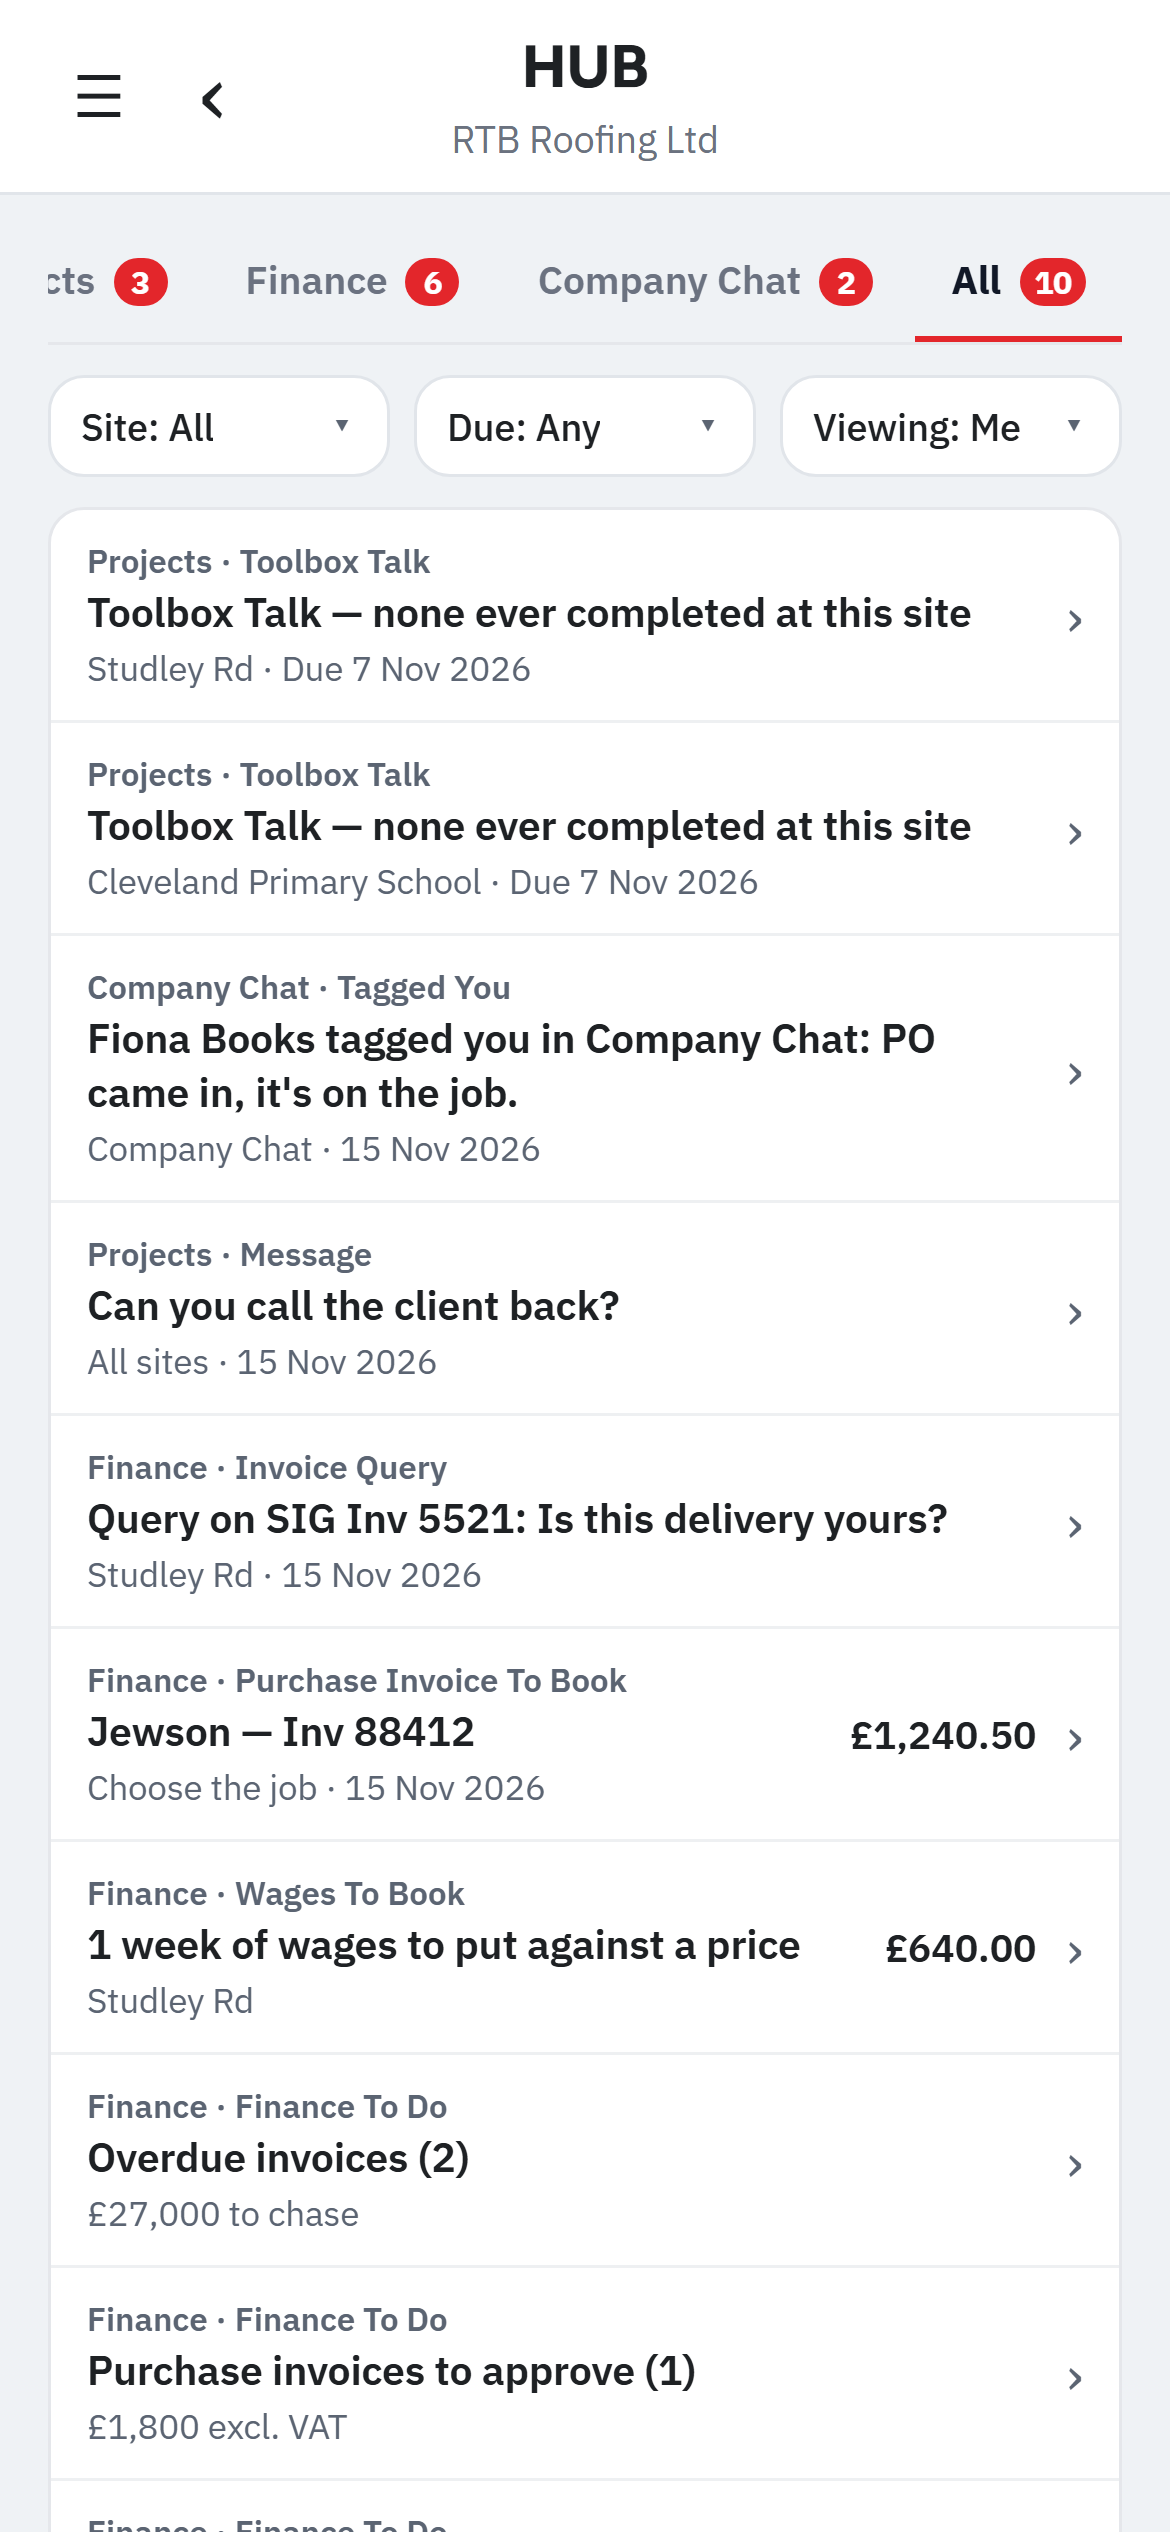 HUB
RTB Roofing Ltd
cts 3 Finance 6 Company Chat 2 All 10
Site: All ▼ Due: Any ▼ Viewing: Me ▼
Projects · Toolbox Talk
Toolbox Talk — none ever completed at this site
Studley Rd · Due 7 Nov 2026
Projects · Toolbox Talk
Toolbox Talk — none ever completed at this site
Cleveland Primary School · Due 7 Nov 2026
Company Chat · Tagged You
Fiona Books tagged you in Company Chat: PO
came in, it's on the job.
Company Chat · 15 Nov 2026
Projects · Message
Can you call the client back?
All sites · 15 Nov 2026
Finance · Invoice Query
Query on SIG Inv 5521: Is this delivery yours?
Studley Rd · 15 Nov 2026
Finance · Purchase Invoice To Book
Jewson — Inv 88412 £1,240.50
Choose the job · 15 Nov 2026
Finance · Wages To Book
1 week of wages to put against a price £640.00
Studley Rd
Finance · Finance To Do
Overdue invoices (2)
£27,000 to chase
Finance · Finance To Do
Purchase invoices to approve (1)
£1,800 excl. VAT
Finance · Finance To Do